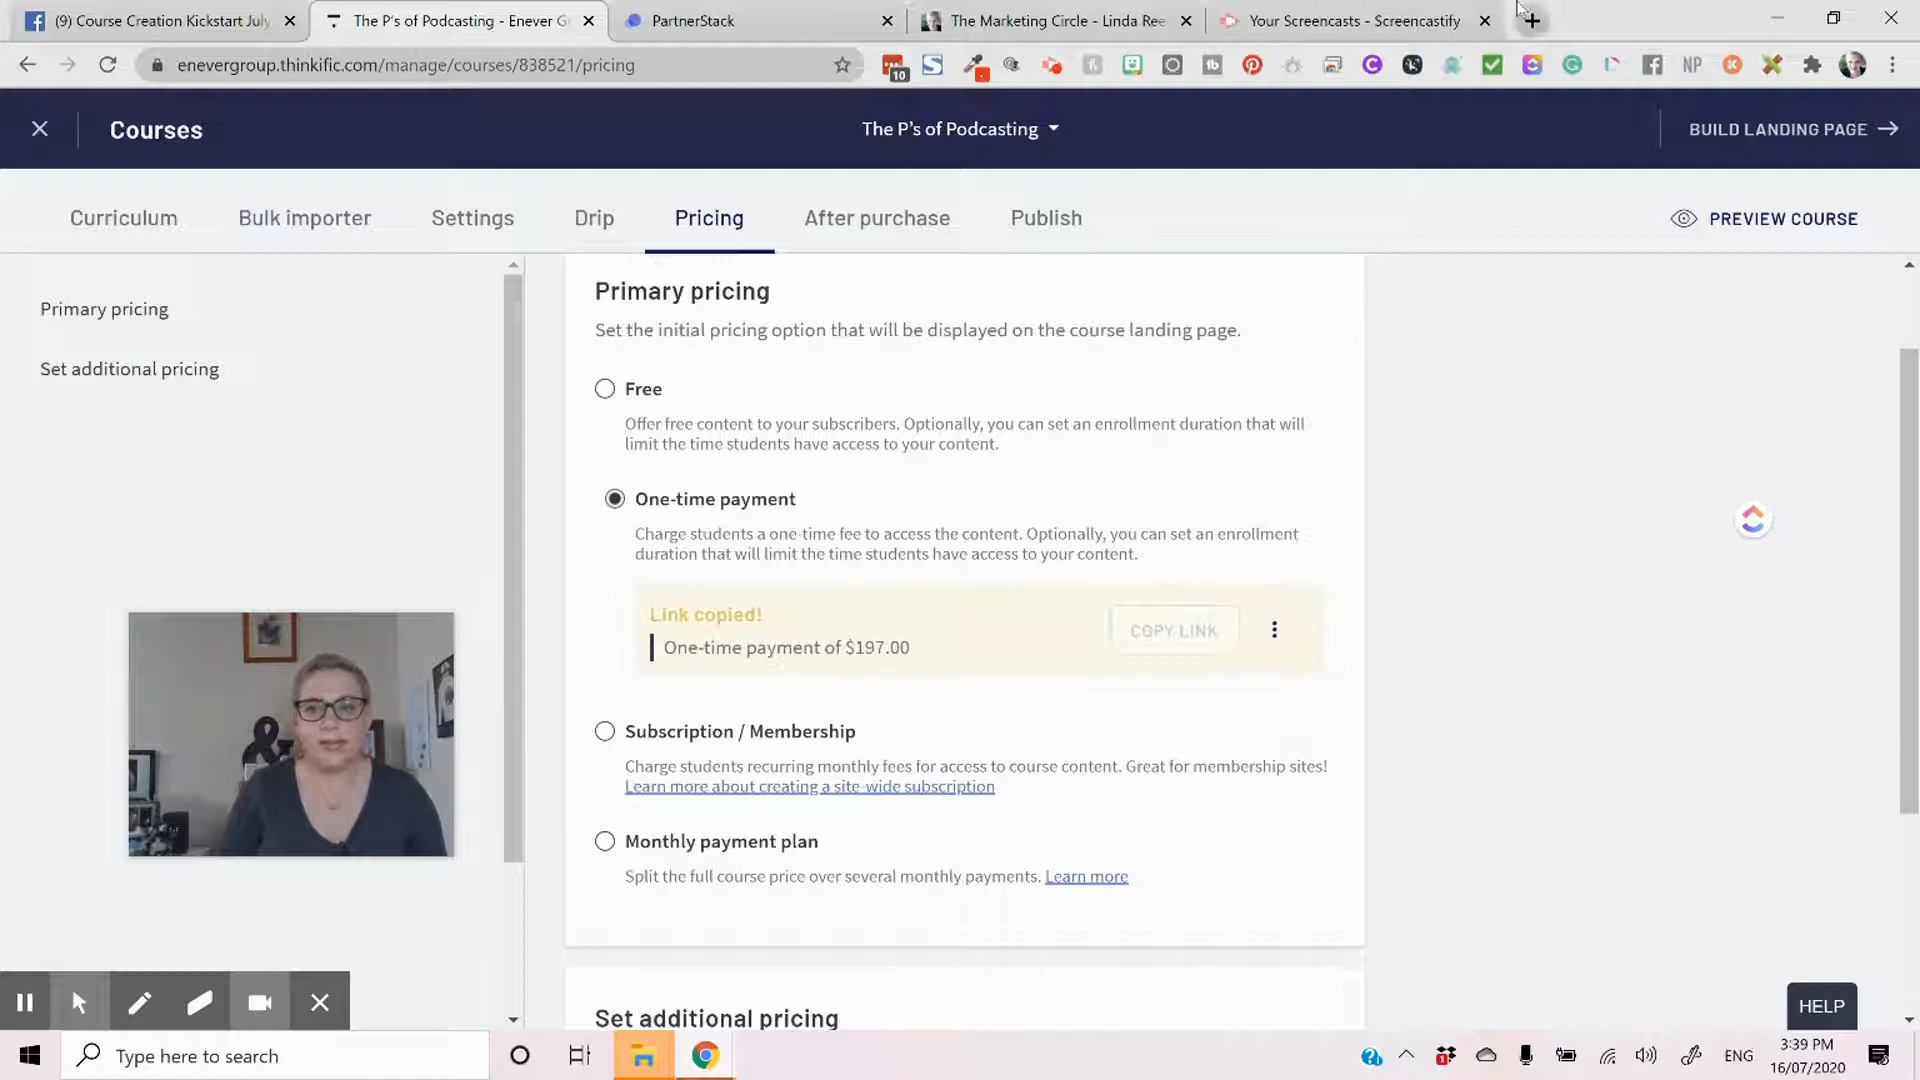 (9) Course Creation Kickstart July
The P's of Podcasting - Enever G
PartnerStack
The Marketing Circle - Linda Ree
Your Screencasts - Screencastify
enevergroup.thinkific.com/manage/courses/838521/pricing
10
NP
Courses
The P's of Podcasting
BUILD LANDING PAGE
Curriculum
Bulk importer
Settings
Drip
Pricing
After purchase
Publish
PREVIEW COURSE
Primary pricing
Set additional pricing
Primary pricing
Set the initial pricing option that will be displayed on the course landing page.
Free
Offer free content to your subscribers. Optionally, you can set an enrollment duration that will
limit the time students have access to your content.
One-time payment
Charge students a one-time fee to access the content. Optionally, you can set an enrollment
duration that will limit the time students have access to your content.
Link copied!
One-time payment of $197.00
COPY LINK
Subscription / Membership
Charge students recurring monthly fees for access to course content. Great for membership sites!
Learn more about creating a site-wide subscription
Monthly payment plan
Split the full course price over several monthly payments. Learn more
Set additional pricing
HELP
Type here to search
ENG
3:39 PM
16/07/2020